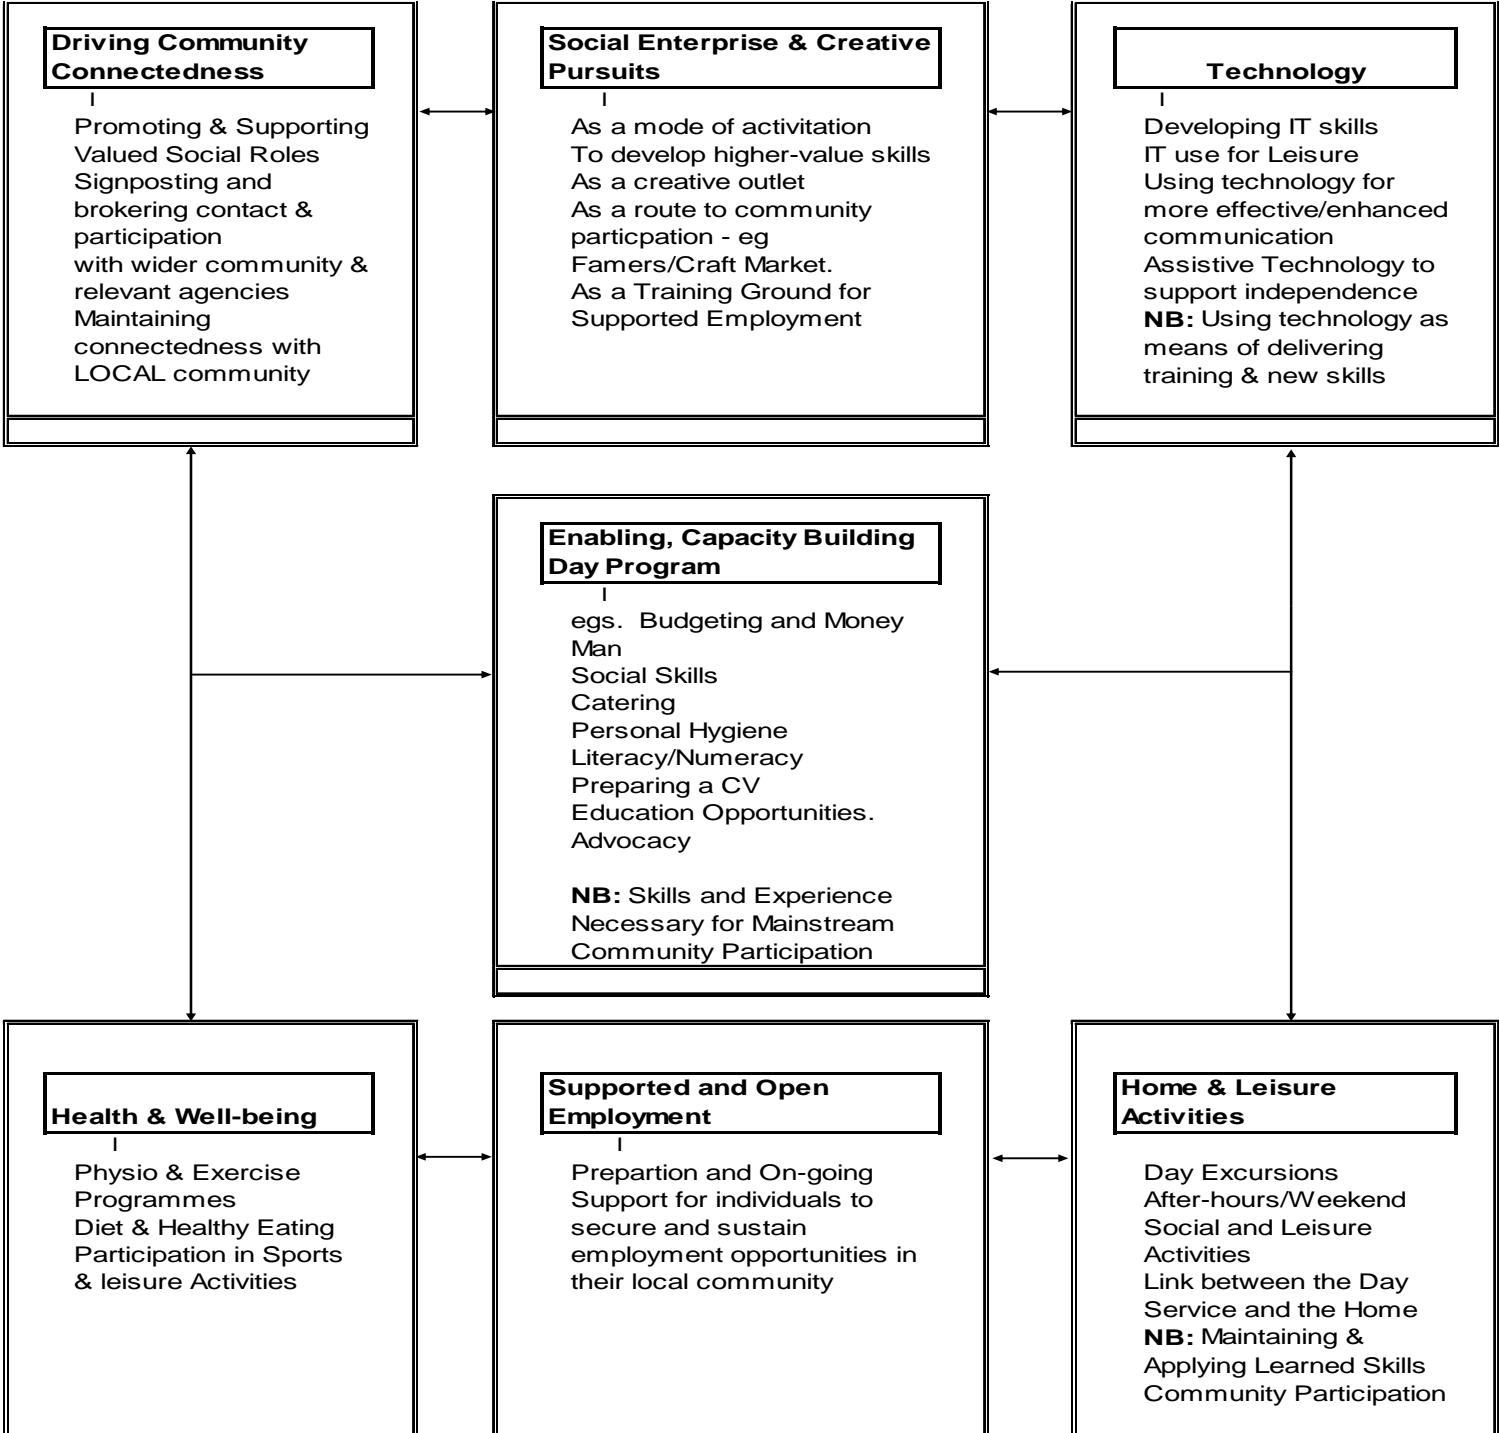 Driving Community
Connectedness
Promoting & Supporting
Valued Social Roles
Signposting and
brokering contact &
participation
with wider community &
relevant agencies
Maintaining
connectedness with
LOCAL community
Social Enterprise & Creative
Pursuits
As a mode of activitation
To develop higher-value skills
As a creative outlet
As a route to community
particpation - eg
Famers/Craft Market.
As a Training Ground for
Supported Employment
Technology
Developing IT skills
IT use for Leisure
Using technology for
more effective/enhanced
communication
Assistive Technology to
support independence
NB: Using technology as
means of delivering
training & new skills
Enabling, Capacity Building
Day Program
egs. Budgeting and Money
Man
Social Skills
Catering
Personal Hygiene
Literacy/Numeracy
Preparing a CV
Education Opportunities.
Advocacy
NB: Skills and Experience
Necessary for Mainstream
Community Participation
Health & Well-being
Physio & Exercise
Programmes
Diet & Healthy Eating
Participation in Sports
& leisure Activities
Supported and Open
Employment
Prepartion and On-going
Support for individuals to
secure and sustain
employment opportunities in
their local community
Home & Leisure
Activities
Day Excursions
After-hours/Weekend
Social and Leisure
Activities
Link between the Day
Service and the Home
NB: Maintaining &
Applying Learned Skills
Community Participation